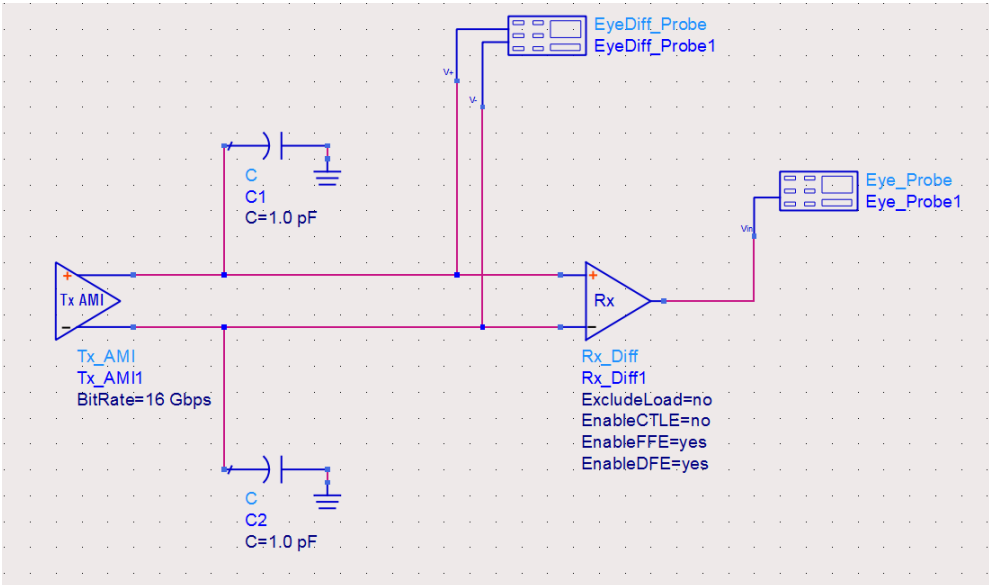 EyeDiff_Probe
EyeDiff_Probe1
V+
V-
C
C1
C=1.0 pF
Eye_Probe
Eye_Probe1
Vin
+
Tx AMI
−
Tx_AMI
Tx_AMI1
BitRate=16 Gbps
+
Rx
−
Rx_Diff
Rx_Diff1
ExcludeLoad=no
EnableCTLE=no
EnableFFE=yes
EnableDFE=yes
C
C2
C=1.0 pF